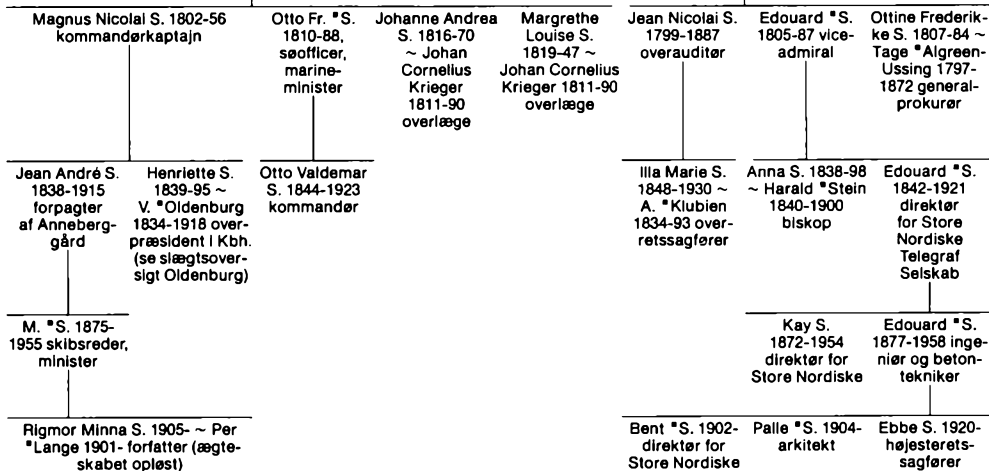 Magnus Nicolai S. 1802-56
kommandørkaptajn
Otto Fr. *S.
1810-88,
søofficer,
marine-
minister
Johanne Andrea
S. 1816-70
~ Johan
Cornelius
Krieger
1811-90
overlæge
Margrethe
Louise S.
1819-47 ~
Johan Cornelius
Krieger 1811-90
overlæge
Jean Nicolai S.
1799-1887
overauditør
Edouard *S.
1805-87 vice-
admiral
Ottine Frederik-
ke S. 1807-84 ~
Tage *Algreen-
Ussing 1797-
1872 general-
prokurør
Jean André S.
1838-1915
forpagter
af Anneberg-
gård
Henriette S.
1839-95 ~
V. *Oldenburg
1834-1918 over-
præsident i Kbh.
(se slægtsover-
sigt Oldenburg)
Otto Valdemar
S. 1844-1923
kommandør
Illa Marie S.
1848-1930 ~
A. *Klubien
1834-93 over-
retssagfører
Anna S. 1838-98
~ Harald *Stein
1840-1900
biskop
Edouard *S.
1842-1921
direktør
for Store
Nordiske
Telegraf
Selskab
M. *S. 1875-
1955 skibsreder,
minister
Kay S.
1872-1954
direktør for
Store Nordiske
Edouard *S.
1877-1958 inge-
niør og beton-
tekniker
Rigmor Minna S. 1905- ~ Per
*Lange 1901- forfatter (ægte-
skabet opløst)
Bent *S. 1902-
direktør for
Store Nordiske
Palle *S. 1904-
arkitekt
Ebbe S. 1920-
højesterets-
sagfører